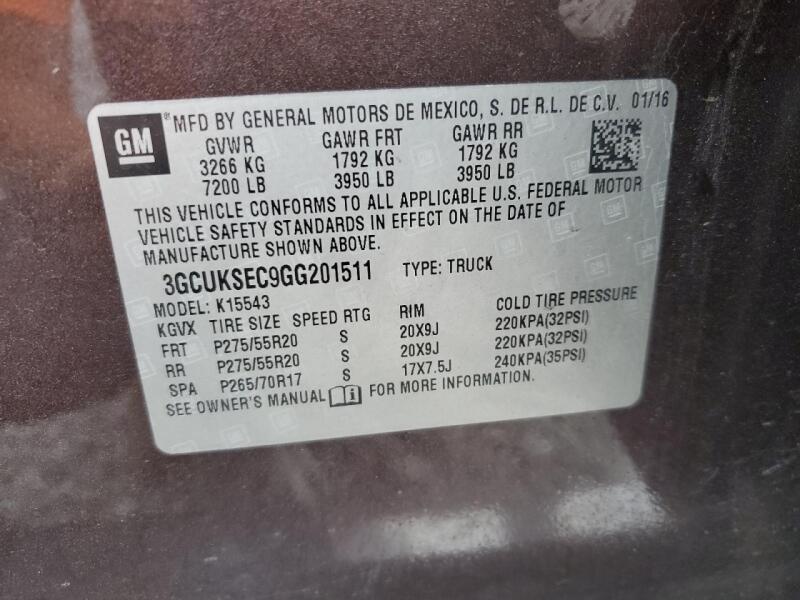 GM
® MFD BY GENERAL MOTORS DE MEXICO, S. DE R.L. DE C.V. 01/16
GVWR GAWR FRT GAWR RR
3266 KG 1792 KG 1792 KG
7200 LB 3950 LB 3950 LB
THIS VEHICLE CONFORMS TO ALL APPLICABLE U.S. FEDERAL MOTOR
VEHICLE SAFETY STANDARDS IN EFFECT ON THE DATE OF
MANUFACTURE SHOWN ABOVE.
3GCUKSEC9GG201511 TYPE: TRUCK
MODEL: K15543
KGVX TIRE SIZE SPEED RTG RIM COLD TIRE PRESSURE
FRT P275/55R20 S 20X9J 220KPA(32PSI)
RR P275/55R20 S 20X9J 220KPA(32PSI)
SPA P265/70R17 S 17X7.5J 240KPA(35PSI)
SEE OWNER'S MANUAL i FOR MORE INFORMATION.